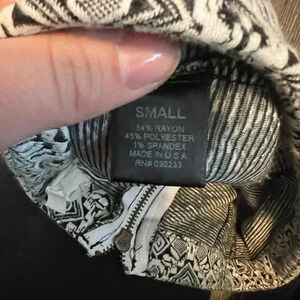 SMALL
54% RAYON
45% POLYESTER
1% SPANDEX
MADE IN U.S.A.
RN# 090233